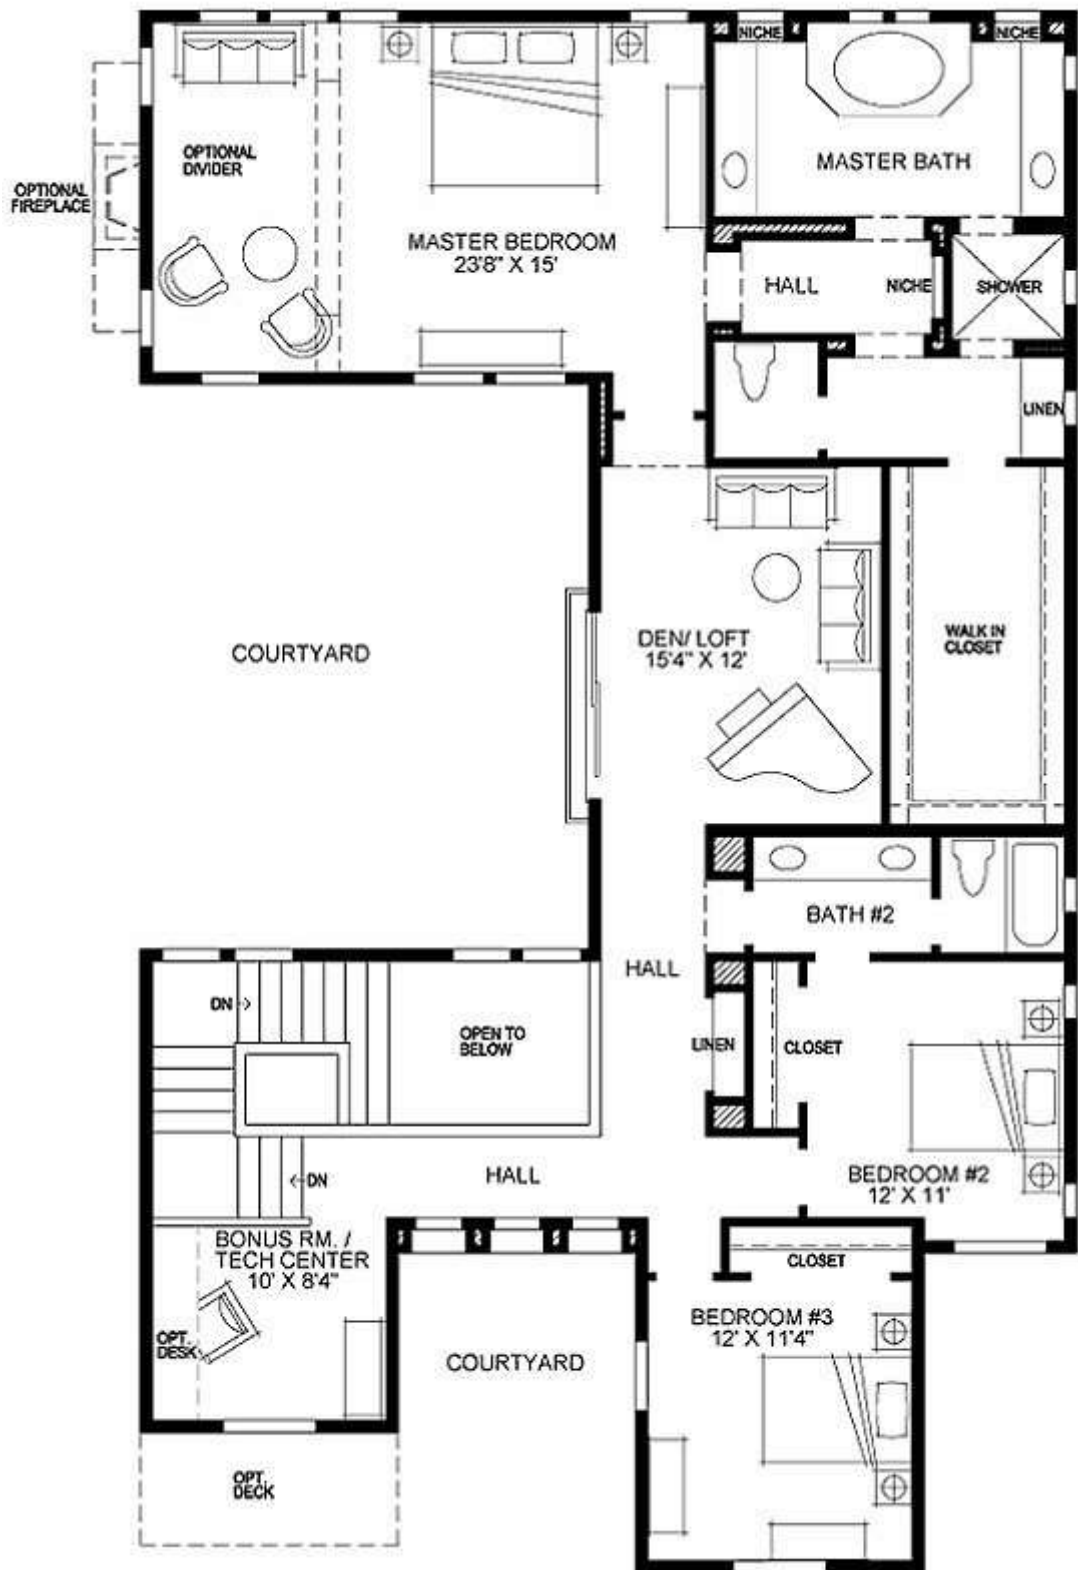 NICHE
NICHE
OPTIONAL
DIVIDER
MASTER BATH
OPTIONAL
FIREPLACE
MASTER BEDROOM
23'8" X 15'
HALL
NICHE
SHOWER
LINEN
COURTYARD
DEN/ LOFT
15'4" X 12'
WALK IN
CLOSET
BATH #2
HALL
DN
OPEN TO
BELOW
LINEN
CLOSET
HALL
DN
BEDROOM #2
12' X 11'
BONUS RM. /
TECH CENTER
10' X 8'4"
CLOSET
OPT.
DESK
BEDROOM #3
12' X 11'4"
COURTYARD
OPT.
DECK